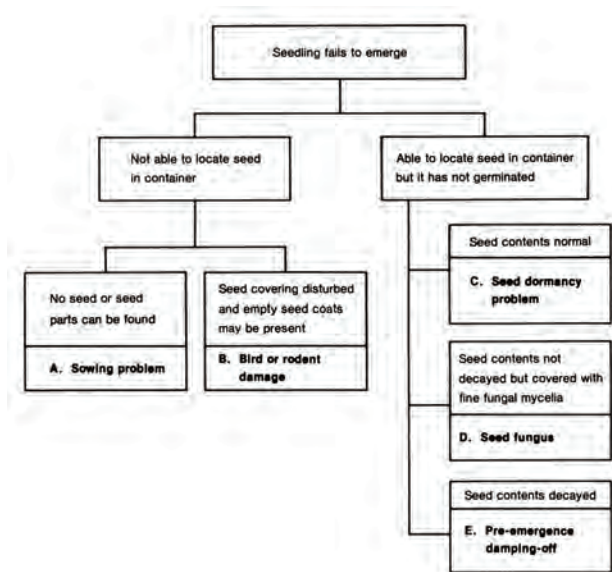 Seedling fails to emerge
Not able to locate seed
in container
Able to locate seed in container
but it has not germinated
No seed or seed
parts can be found
A. Sowing problem
Seed covering disturbed
and empty seed coats
may be present
B. Bird or rodent
damage
Seed contents normal
C. Seed dormancy
problem
Seed contents not
decayed but covered with
fine fungal mycelia
D. Seed fungus
Seed contents decayed
E. Pre-emergence
damping-off